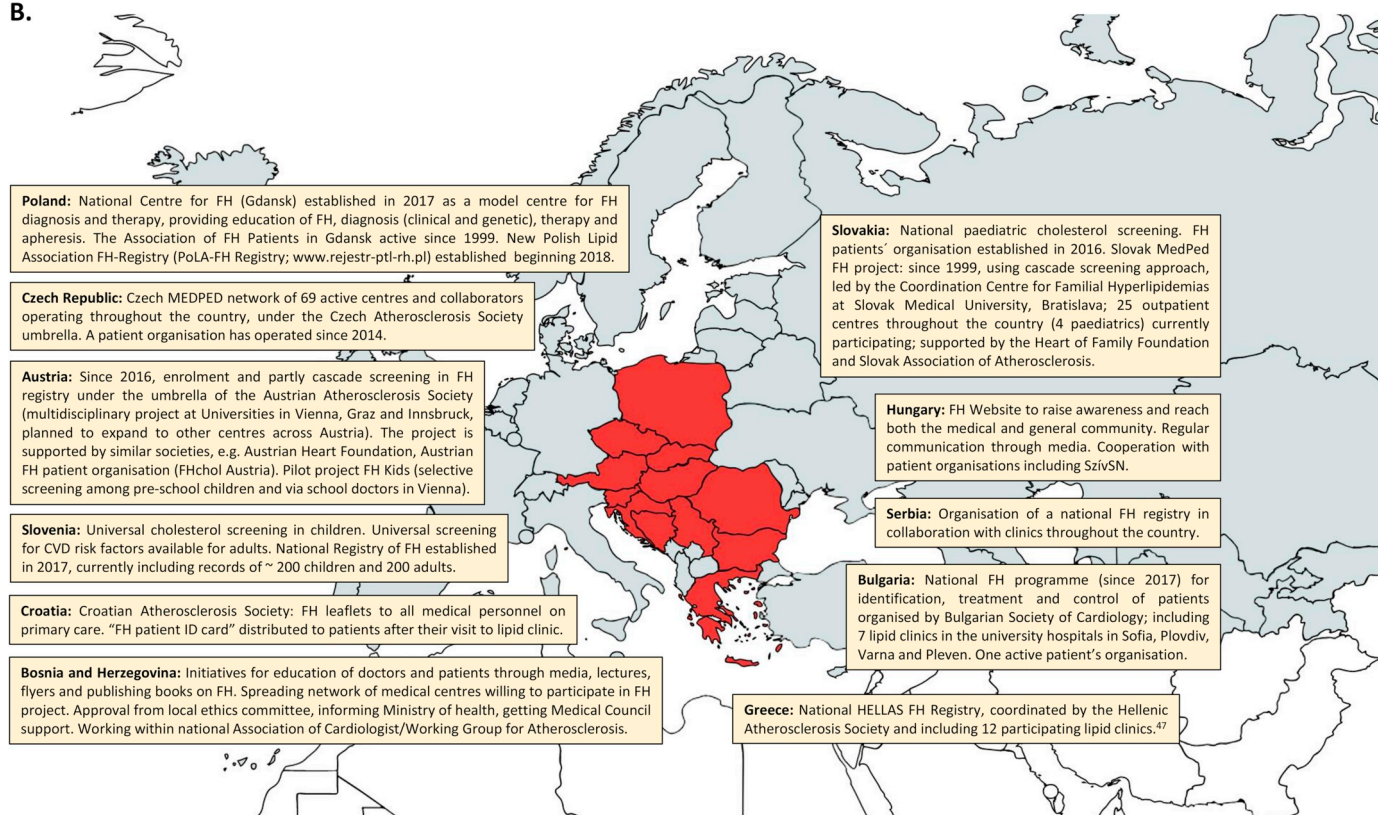 B.
Poland: National Centre for FH (Gdansk) established in 2017 as a model centre for FH
diagnosis and therapy, providing education of FH, diagnosis (clinical and genetic), therapy and
apheresis. The Association of FH Patients in Gdansk active since 1999. New Polish Lipid
Association FH-Registry (PoLA-FH Registry; www.rejestr-ptl-rh.pl) established beginning 2018.
Czech Republic: Czech MEDPED network of 69 active centres and collaborators
operating throughout the country, under the Czech Atherosclerosis Society
umbrella. A patient organisation has operated since 2014.
Austria: Since 2016, enrolment and partly cascade screening in FH
registry under the umbrella of the Austrian Atherosclerosis Society
(multidisciplinary project at Universities in Vienna, Graz and Innsbruck,
planned to expand to other centres across Austria). The project is
supported by similar societies, e.g. Austrian Heart Foundation, Austrian
FH patient organisation (FHchol Austria). Pilot project FH Kids (selective
screening among pre-school children and via school doctors in Vienna).
Slovenia: Universal cholesterol screening in children. Universal screening
for CVD risk factors available for adults. National Registry of FH established
in 2017, currently including records of ~ 200 children and 200 adults.
Croatia: Croatian Atherosclerosis Society: FH leaflets to all medical personnel on
primary care. “FH patient ID card” distributed to patients after their visit to lipid clinic.
Bosnia and Herzegovina: Initiatives for education of doctors and patients through media, lectures,
flyers and publishing books on FH. Spreading network of medical centres willing to participate in FH
project. Approval from local ethics committee, informing Ministry of health, getting Medical Council
support. Working within national Association of Cardiologist/Working Group for Atherosclerosis.
Slovakia: National paediatric cholesterol screening. FH
patients´ organisation established in 2016. Slovak MedPed
FH project: since 1999, using cascade screening approach,
led by the Coordination Centre for Familial Hyperlipidemias
at Slovak Medical University, Bratislava; 25 outpatient
centres throughout the country (4 paediatrics) currently
participating; supported by the Heart of Family Foundation
and Slovak Association of Atherosclerosis.
Hungary: FH Website to raise awareness and reach
both the medical and general community. Regular
communication through media. Cooperation with
patient organisations including SzívSN.
Serbia: Organisation of a national FH registry in
collaboration with clinics throughout the country.
Bulgaria: National FH programme (since 2017) for
identification, treatment and control of patients
organised by Bulgarian Society of Cardiology; including
7 lipid clinics in the university hospitals in Sofia, Plovdiv,
Varna and Pleven. One active patient’s organisation.
Greece: National HELLAS FH Registry, coordinated by the Hellenic
Atherosclerosis Society and including 12 participating lipid clinics.⁴⁷